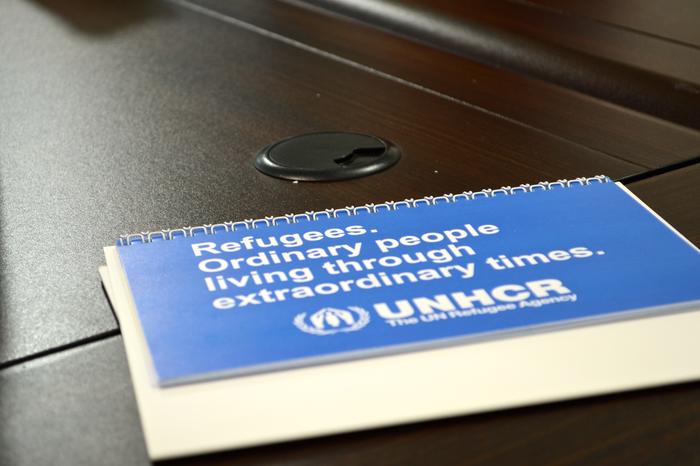 Refugees.
Ordinary people
living through
extraordinary times.
UNHCR
The UN Refugee Agency